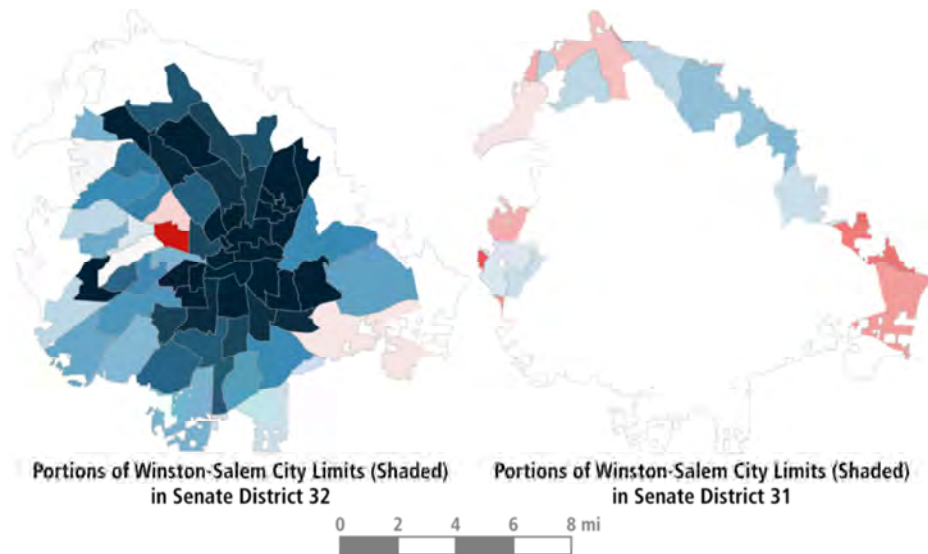 Portions of Winston-Salem City Limits (Shaded)
in Senate District 32
Portions of Winston-Salem City Limits (Shaded)
in Senate District 31
0 2 4 6 8 mi